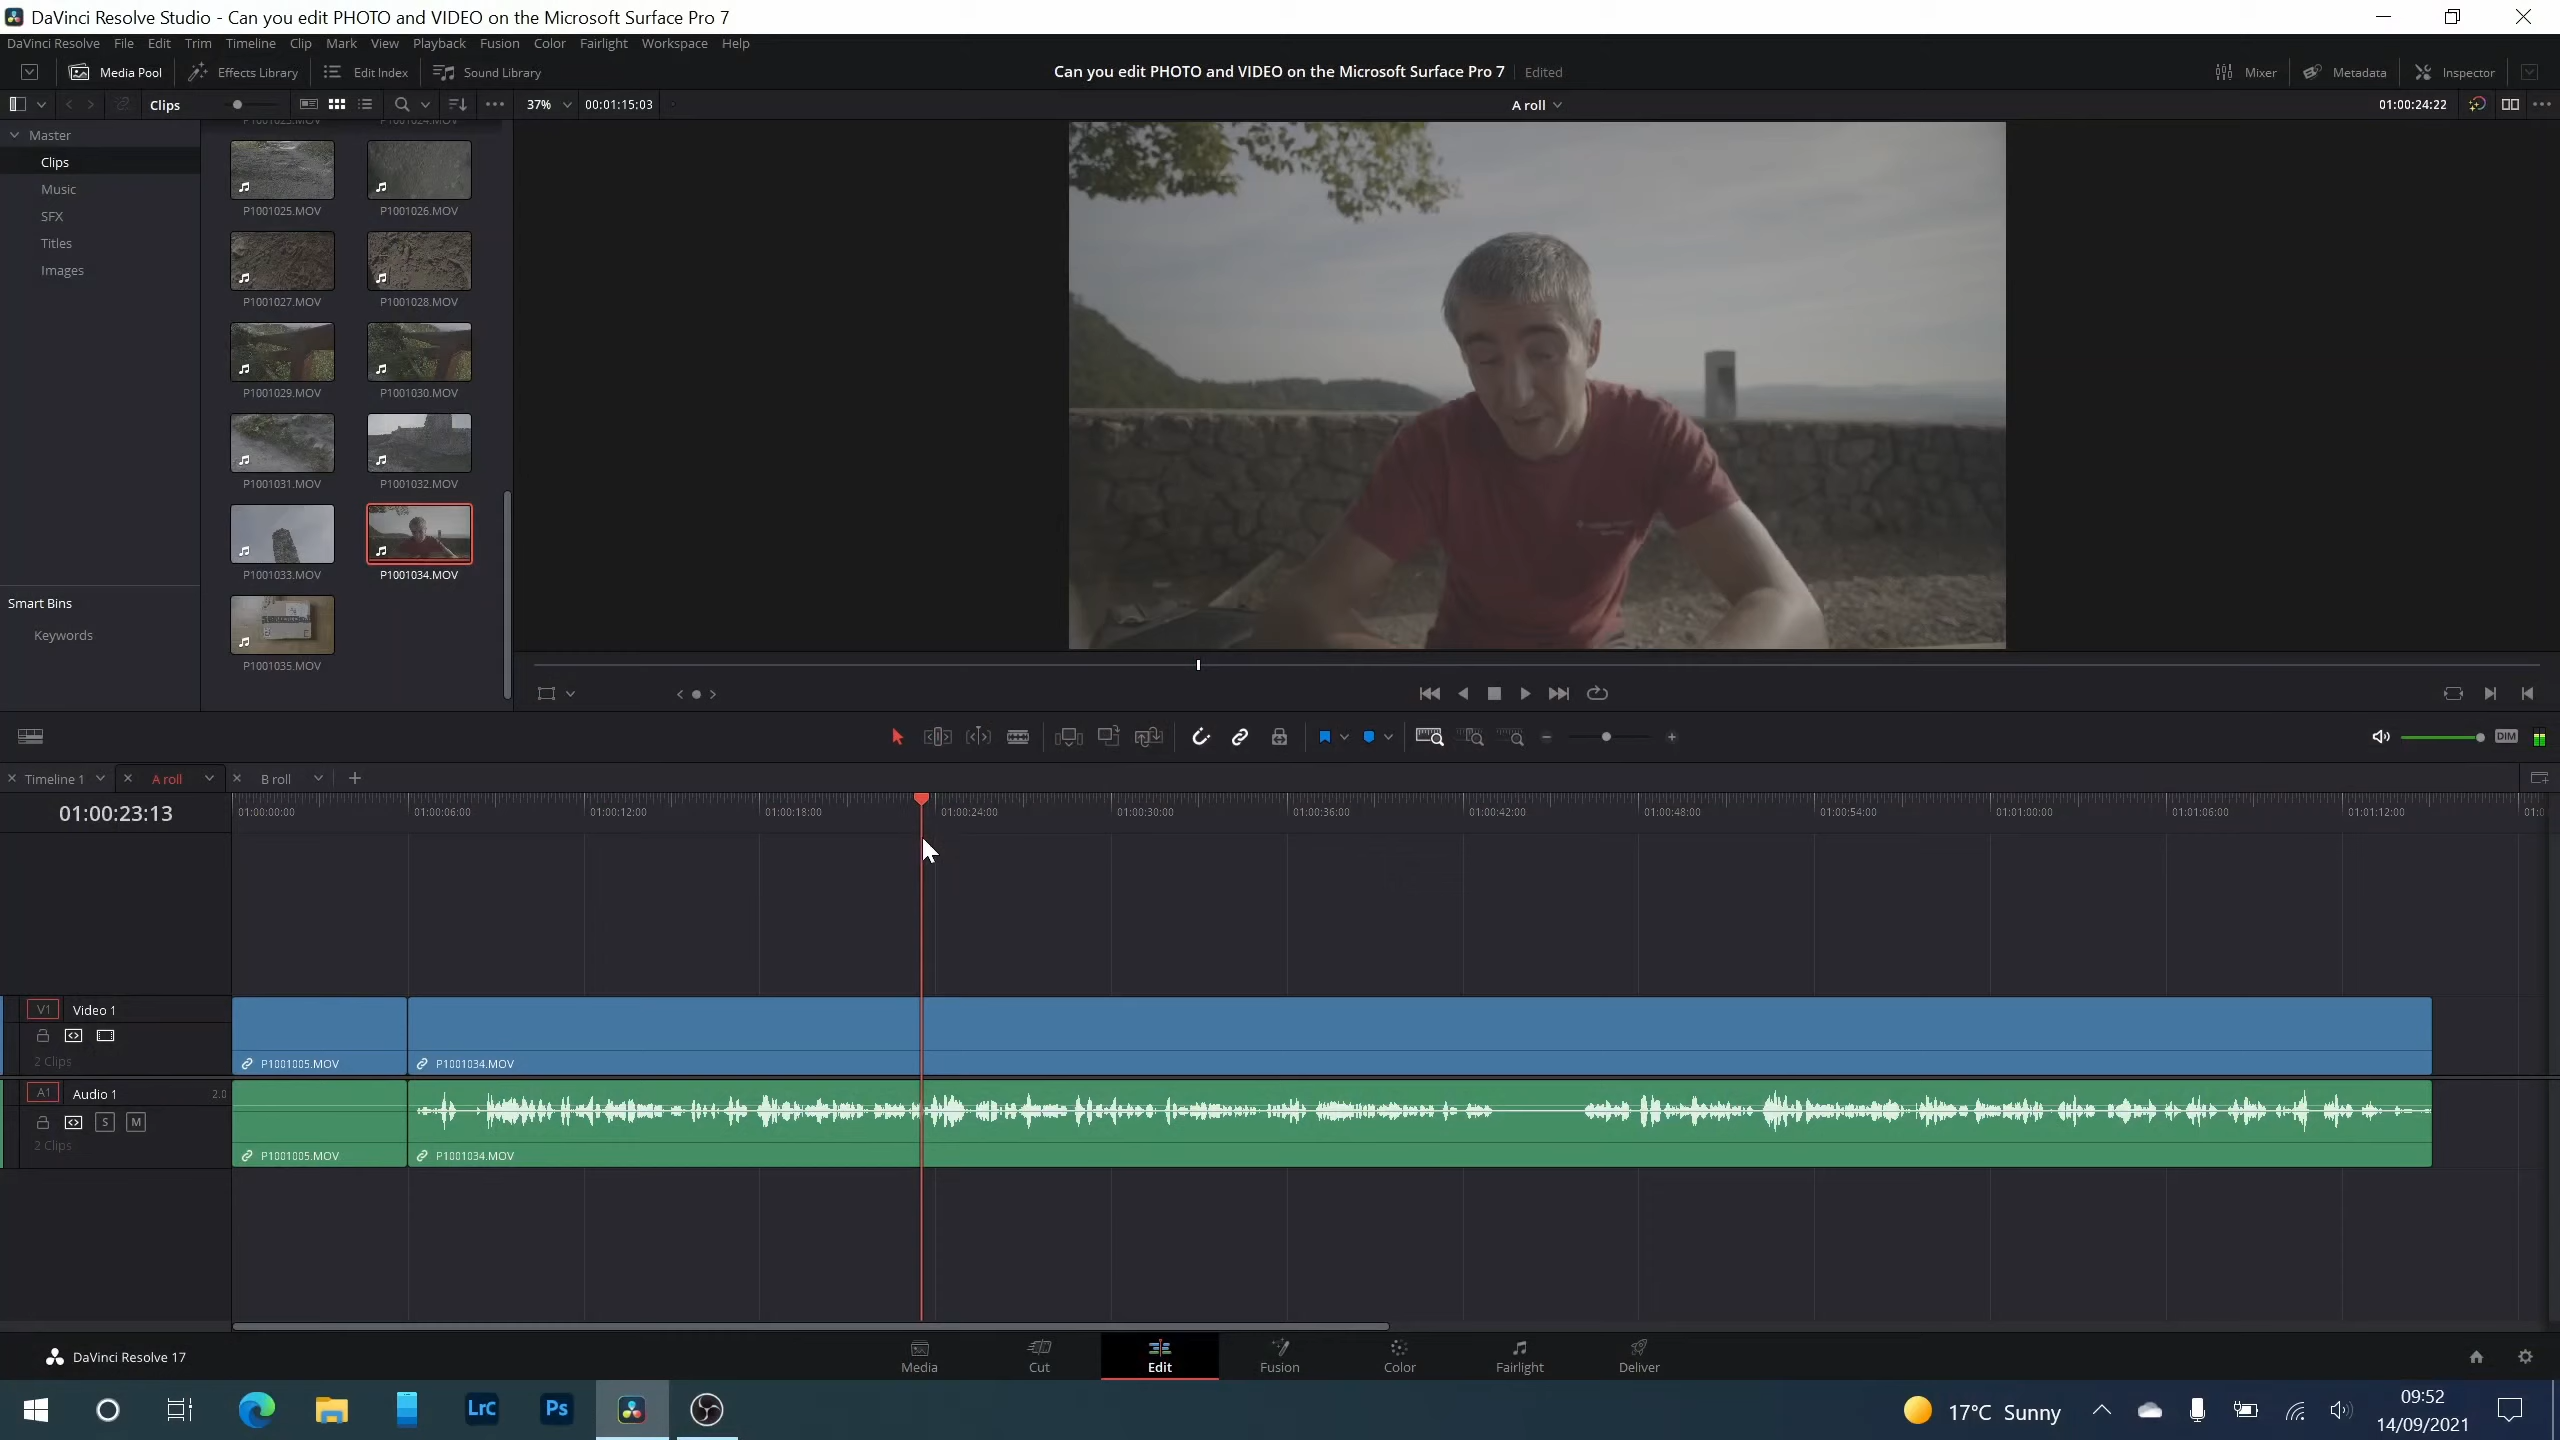 DaVinci Resolve Studio - Can you edit PHOTO and VIDEO on the Microsoft Surface Pro 7
DaVinci Resolve File Edit Trim Timeline Clip Mark View Playback Fusion Color Fairlight Workspace Help
Media Pool Effects Library Edit Index Sound Library Can you edit PHOTO and VIDEO on the Microsoft Surface Pro 7 Edited Mixer Metadata Inspector
Clips 37% 00:01:15:03 A roll 01:00:24:22
Master
Clips
Music
SFX
Titles
Images
P1001023.MOV P1001024.MOV
P1001025.MOV P1001026.MOV
P1001027.MOV P1001028.MOV
P1001029.MOV P1001030.MOV
P1001031.MOV P1001032.MOV
P1001033.MOV P1001034.MOV
P1001035.MOV
Smart Bins
Keywords
DIM
Timeline 1 A roll B roll
01:00:23:13 01:00:00:00 01:00:06:00 01:00:12:00 01:00:18:00 01:00:24:00 01:00:30:00 01:00:36:00 01:00:42:00 01:00:48:00 01:00:54:00 01:01:00:00 01:01:06:00 01:01:12:00
V1 Video 1
2 Clips
P1001005.MOV P1001034.MOV
A1 Audio 1 2.0
S M
2 Clips
P1001005.MOV P1001034.MOV
DaVinci Resolve 17 Media Cut Edit Fusion Color Fairlight Deliver
LrC Ps 17°C Sunny 09:52
14/09/2021